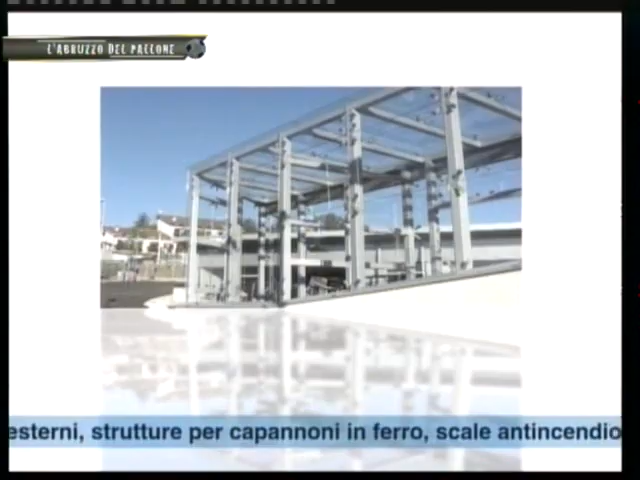 L'ABRUZZO DEL PALLONE
esterni, strutture per capannoni in ferro, scale antincendio